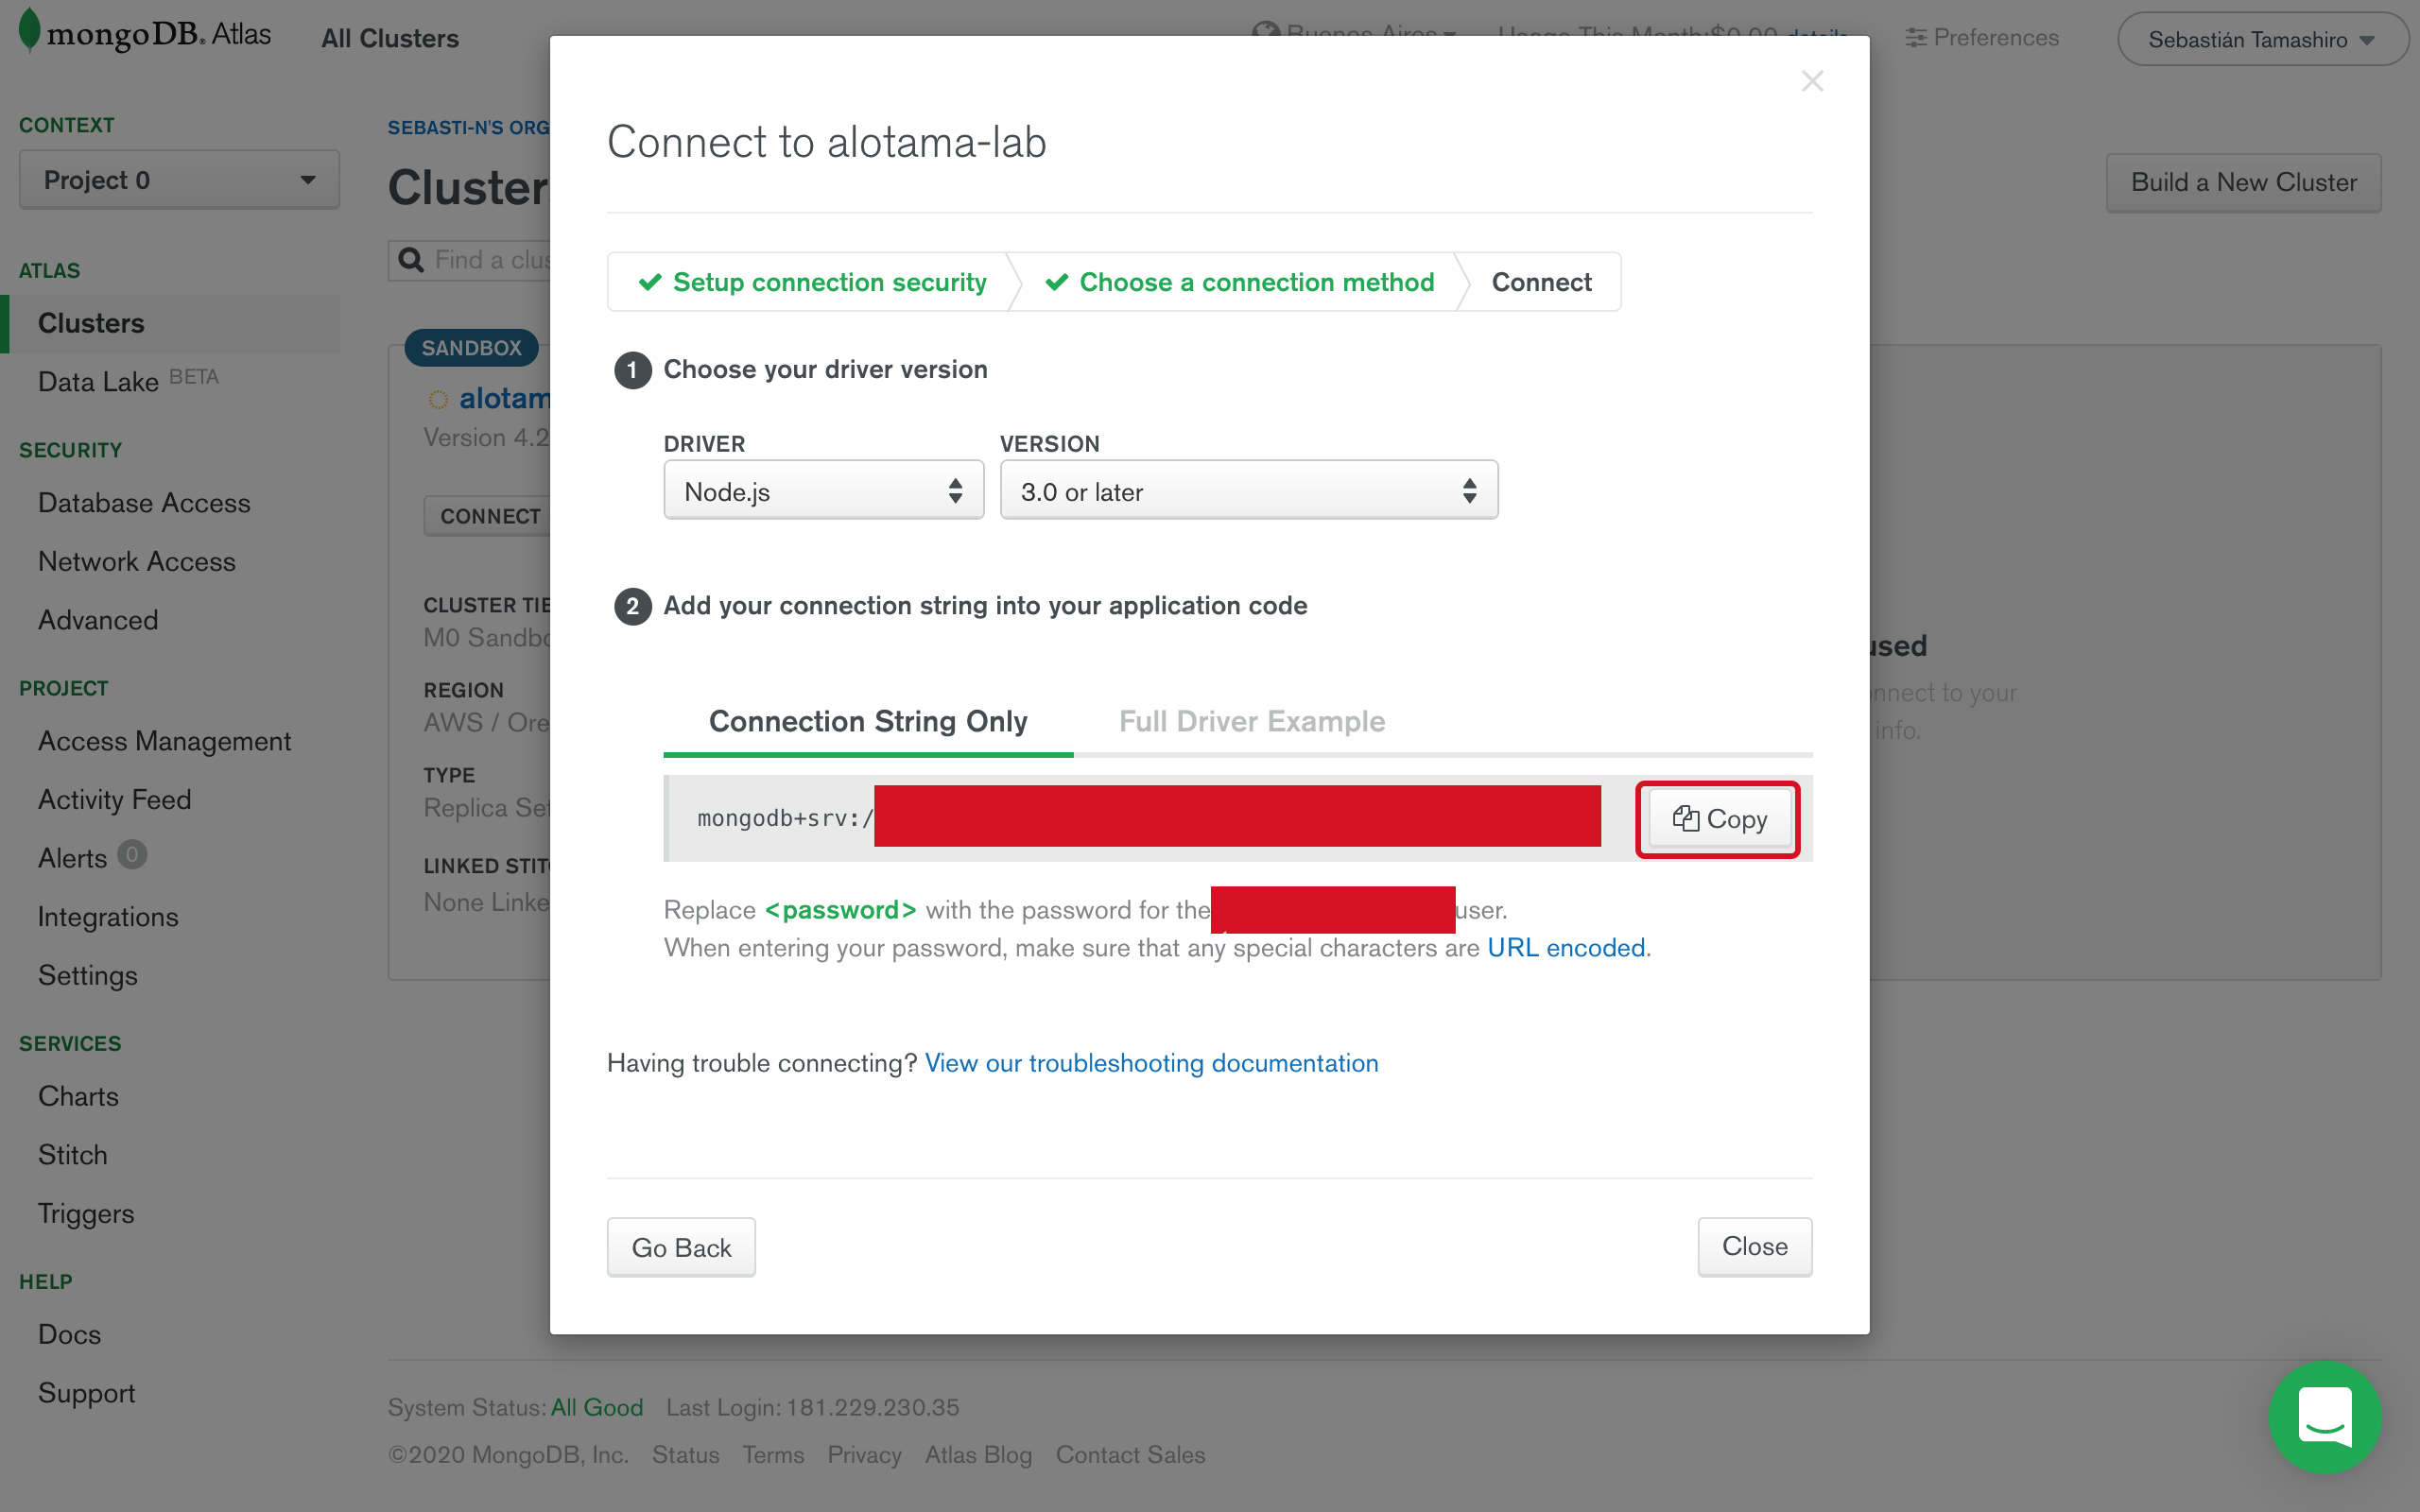 mongoDB. Atlas
All Clusters
Buenos Aires
Usage This Month:$0.00 details
Preferences
Sebastián Tamashiro
CONTEXT
Project 0
ATLAS
Clusters
Data Lake BETA
SECURITY
Database Access
Network Access
Advanced
PROJECT
Access Management
Activity Feed
Alerts 0
Integrations
Settings
SERVICES
Charts
Stitch
Triggers
HELP
Docs
Support
SEBASTI-N'S ORG
Cluster
Build a New Cluster
Find a clus
SANDBOX
alotam
Version 4.2
CONNECT
CLUSTER TIE
M0 Sandbo
REGION
AWS / Ore
TYPE
Replica Set
LINKED STITC
None Linke
used
nnect to your
info.
Connect to alotama-lab
Setup connection security
Choose a connection method
Connect
1 Choose your driver version
DRIVER
VERSION
Node.js
3.0 or later
2 Add your connection string into your application code
Connection String Only
Full Driver Example
mongodb+srv:/
Copy
Replace <password> with the password for the user.
When entering your password, make sure that any special characters are URL encoded.
Having trouble connecting? View our troubleshooting documentation
Go Back
Close
System Status: All Good Last Login: 181.229.230.35
©2020 MongoDB, Inc. Status Terms Privacy Atlas Blog Contact Sales